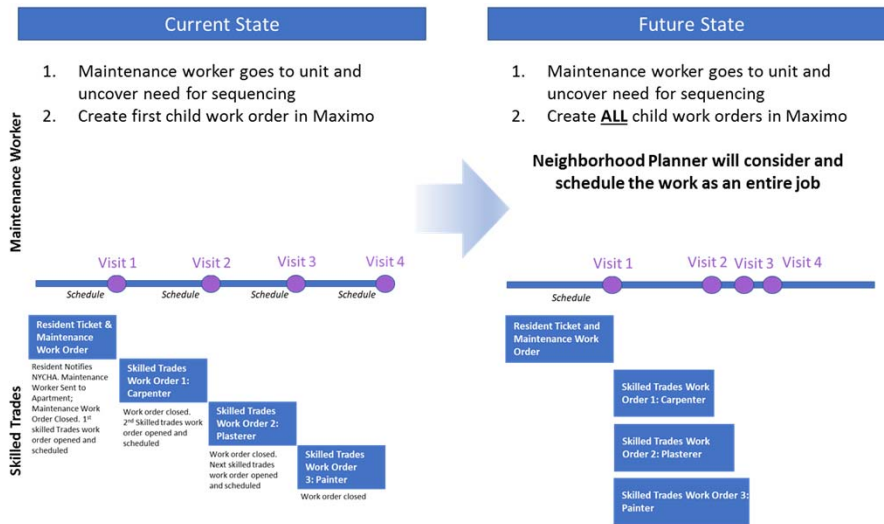 Current State
Future State
Maintenance Worker
1. Maintenance worker goes to unit and
uncover need for sequencing
2. Create first child work order in Maximo
1. Maintenance worker goes to unit and
uncover need for sequencing
2. Create ALL child work orders in Maximo
Neighborhood Planner will consider and
schedule the work as an entire job
Visit 1
Visit 2
Visit 3
Visit 4
Schedule
Schedule
Schedule
Schedule
Visit 1
Visit 2
Visit 3
Visit 4
Schedule
Skilled Trades
Resident Ticket &
Maintenance
Work Order
Resident Notifies
NYCHA. Maintenance
Worker Sent to
Apartment;
Maintenance Work
Order Closed. 1st
skilled Trades work
order opened and
scheduled
Skilled Trades
Work Order 1:
Carpenter
Work order closed.
2nd Skilled trades work
order opened and
scheduled
Skilled Trades
Work Order 2:
Plasterer
Work order closed.
Next skilled trades
work order opened
and scheduled
Skilled Trades
Work Order
3: Painter
Work order closed
Resident Ticket and
Maintenance Work
Order
Skilled Trades Work
Order 1: Carpenter
Skilled Trades Work
Order 2: Plasterer
Skilled Trades Work Order 3:
Painter